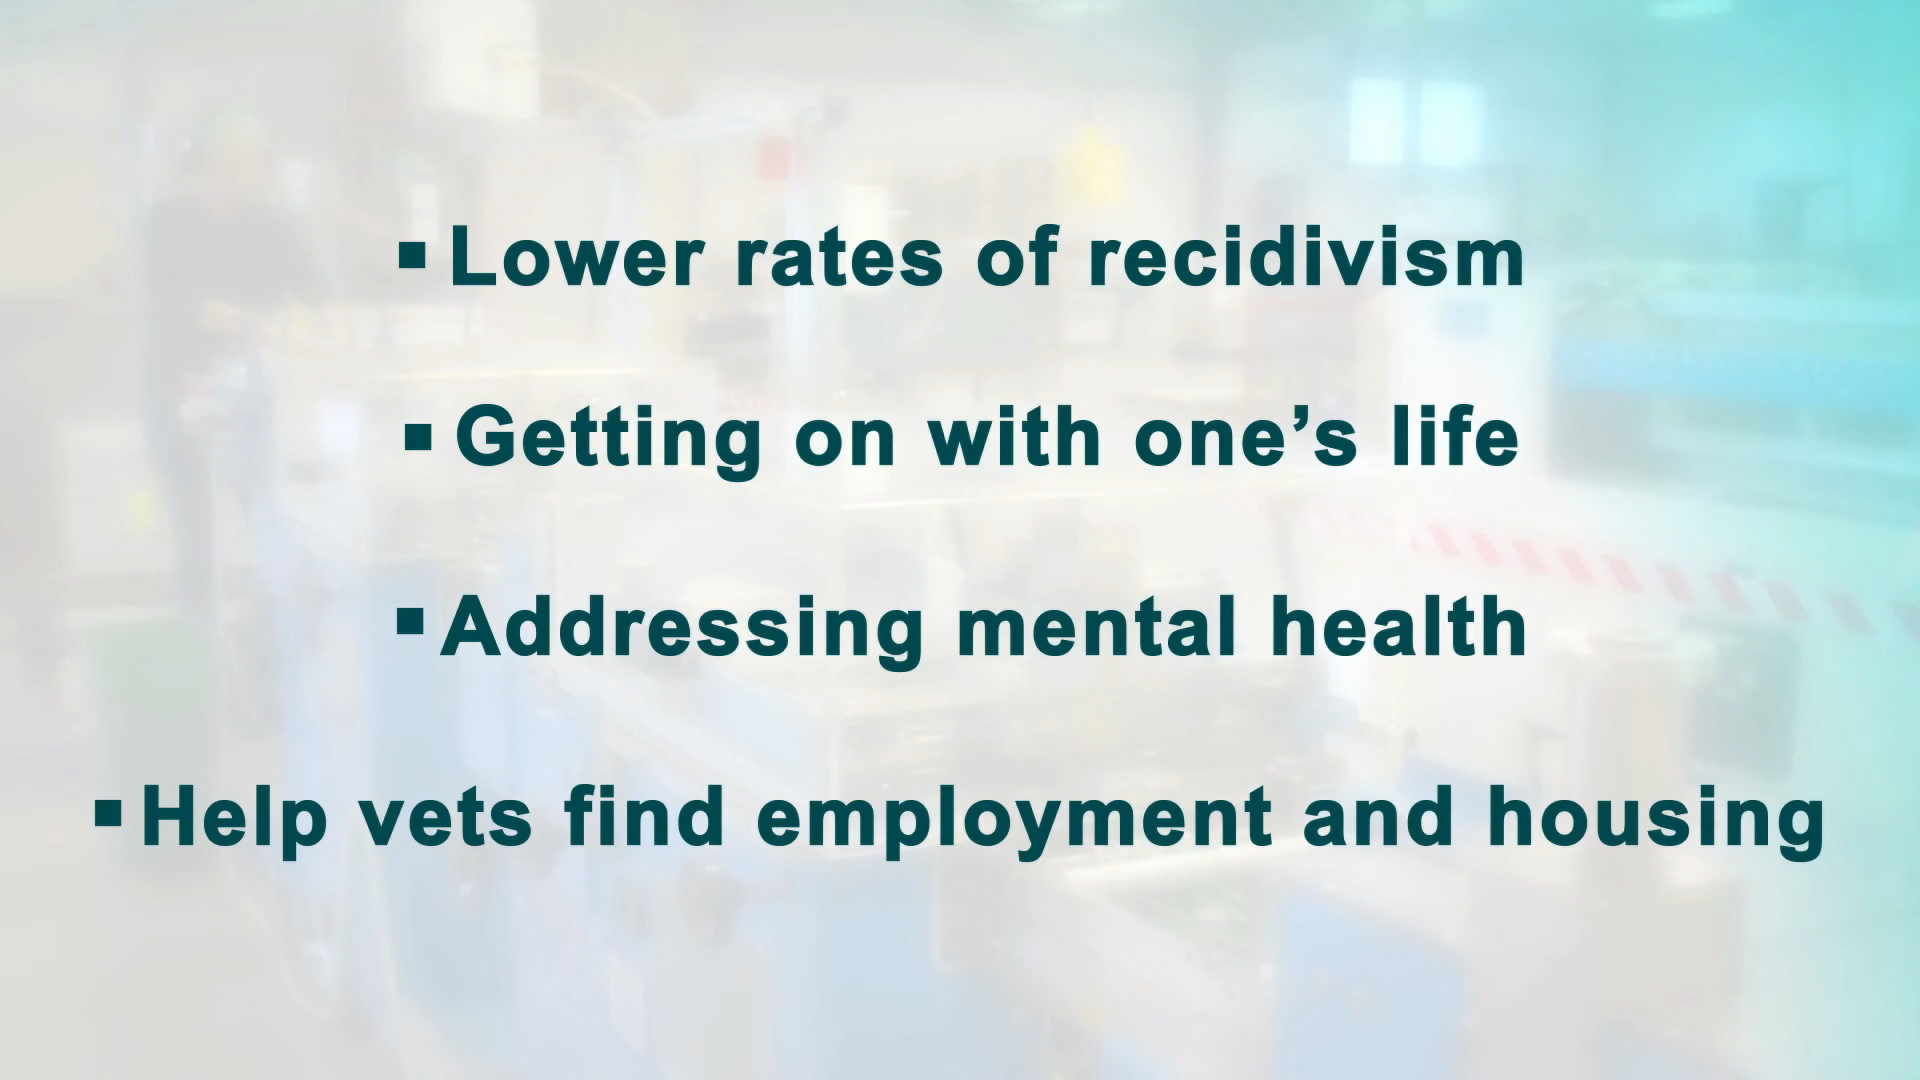 ▪ Lower rates of recidivism
▪ Getting on with one’s life
▪ Addressing mental health
▪ Help vets find employment and housing